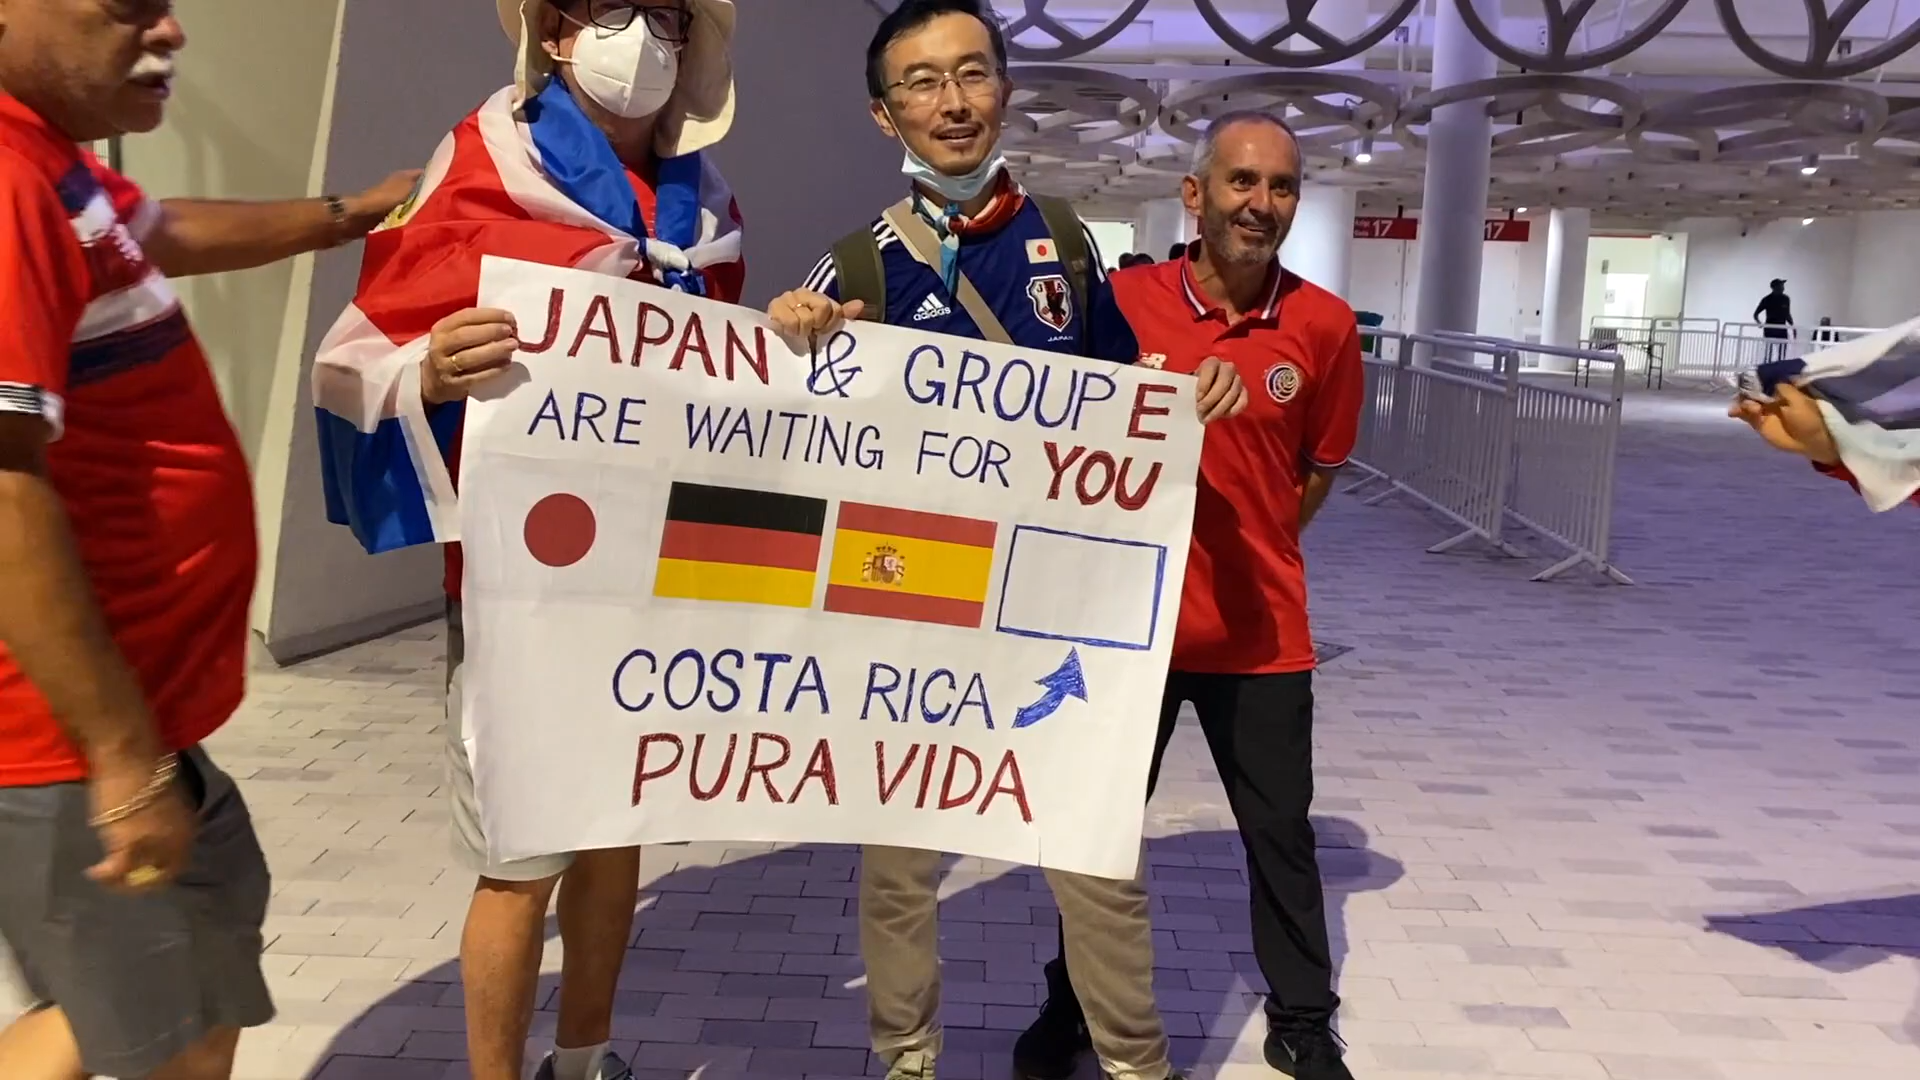 JAPAN & GROUP E
ARE WAITING FOR YOU
COSTA RICA
PURA VIDA
adidas
JAPAN
17
17